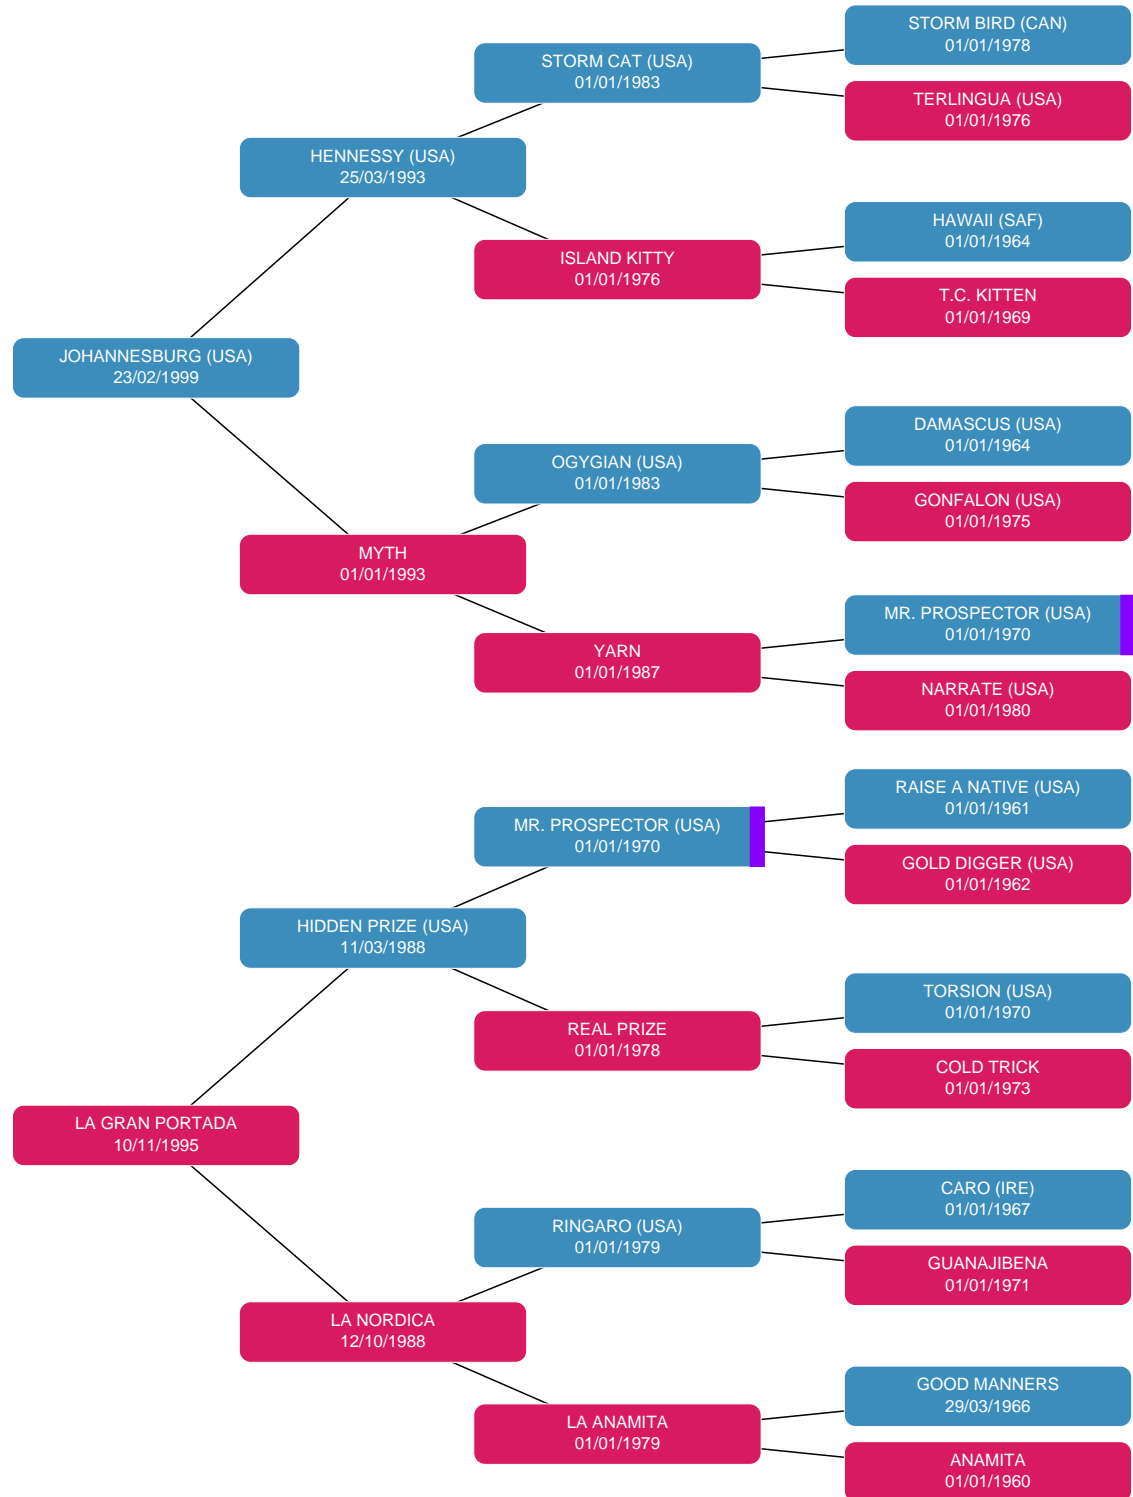 STORM BIRD (CAN)
01/01/1978
STORM CAT (USA)
01/01/1983
TERLINGUA (USA)
01/01/1976
HENNESSY (USA)
25/03/1993
HAWAII (SAF)
01/01/1964
ISLAND KITTY
01/01/1976
T.C. KITTEN
01/01/1969
JOHANNESBURG (USA)
23/02/1999
DAMASCUS (USA)
01/01/1964
OGYGIAN (USA)
01/01/1983
GONFALON (USA)
01/01/1975
MYTH
01/01/1993
MR. PROSPECTOR (USA)
01/01/1970
YARN
01/01/1987
NARRATE (USA)
01/01/1980
RAISE A NATIVE (USA)
01/01/1961
MR. PROSPECTOR (USA)
01/01/1970
GOLD DIGGER (USA)
01/01/1962
HIDDEN PRIZE (USA)
11/03/1988
TORSION (USA)
01/01/1970
REAL PRIZE
01/01/1978
COLD TRICK
01/01/1973
LA GRAN PORTADA
10/11/1995
CARO (IRE)
01/01/1967
RINGARO (USA)
01/01/1979
GUANAJIBENA
01/01/1971
LA NORDICA
12/10/1988
GOOD MANNERS
29/03/1966
LA ANAMITA
01/01/1979
ANAMITA
01/01/1960